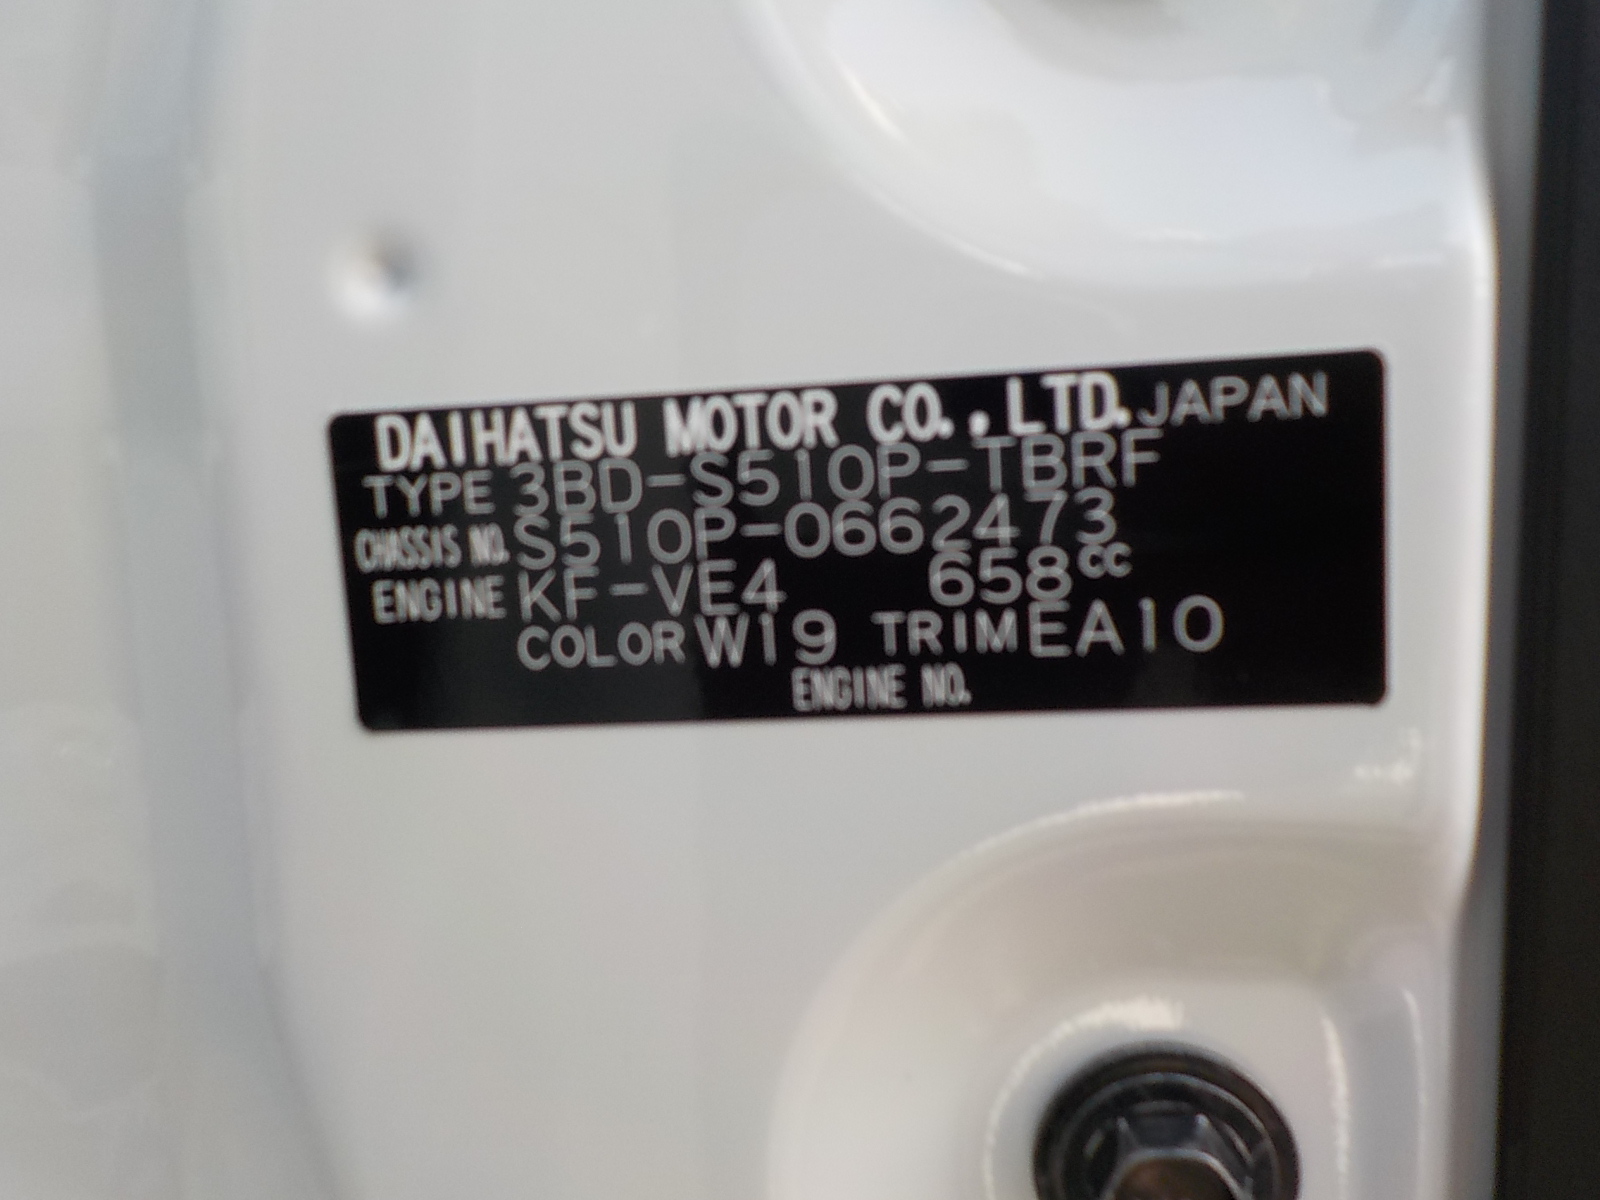 DAIHATSU MOTOR CO., LTD. JAPAN
TYPE 3BD-S510P-TBRF
CHASSIS NO. S510P-0662473
ENGINE KF-VE4 658cc
COLOR W19 TRIM EA10
ENGINE NO.